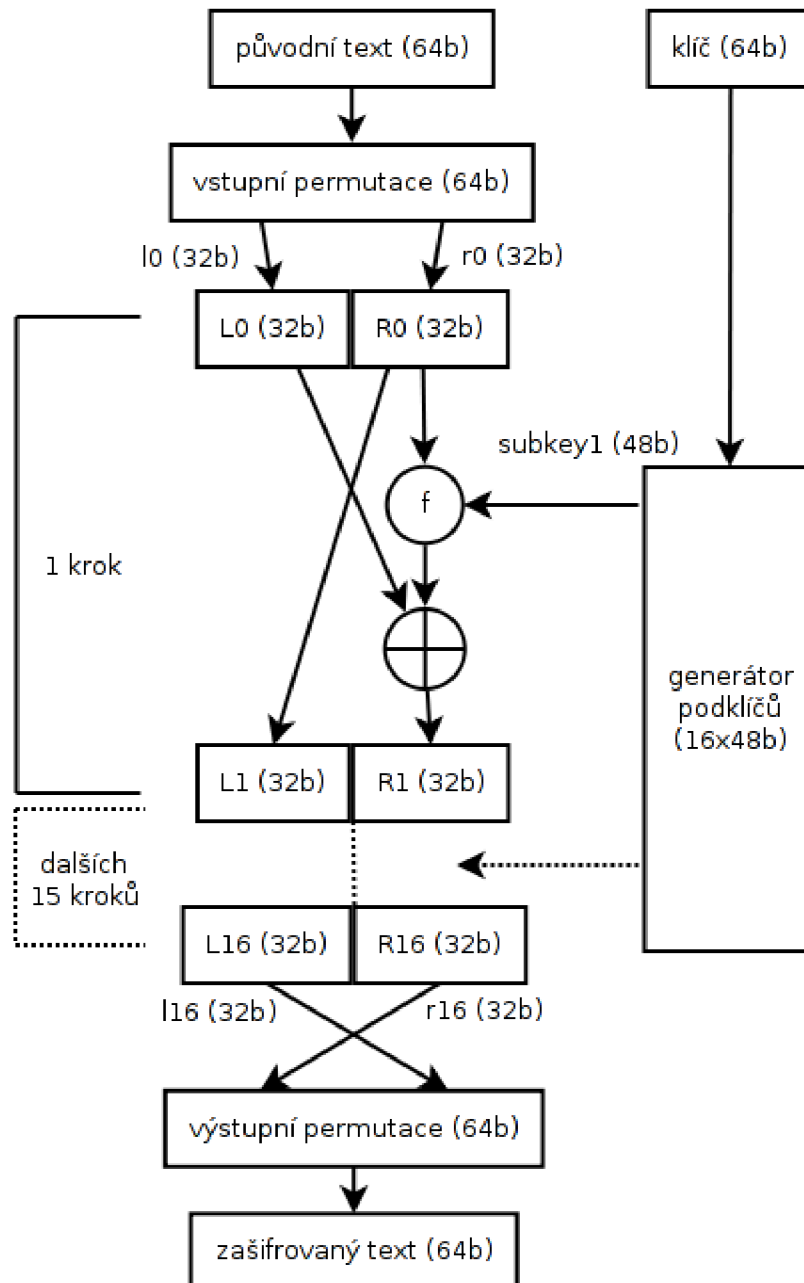 původní text (64b)
klíč (64b)
vstupní permutace (64b)
l0 (32b)
r0 (32b)
L0 (32b)
R0 (32b)
subkey1 (48b)
f
1 krok
generátor
podklíčů
(16x48b)
L1 (32b)
R1 (32b)
dalších
15 kroků
L16 (32b)
R16 (32b)
l16 (32b)
r16 (32b)
výstupní permutace (64b)
zašifrovaný text (64b)